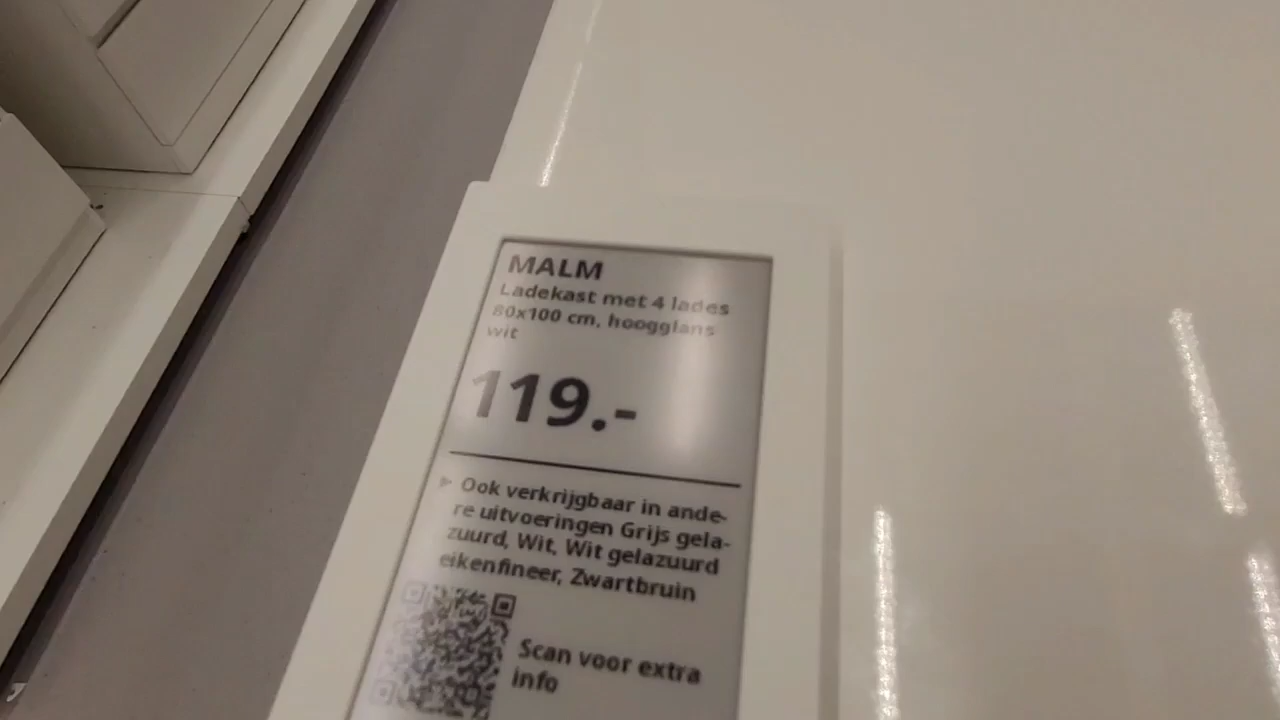 MALM
Ladekast met 4 lades
80x100 cm, hoogglans
wit
119.-
Ook verkrijgbaar in ande-
re uitvoeringen Grijs gela-
zuurd, Wit, Wit gelazuurd
eikenfineer, Zwartbruin
Scan voor extra
info